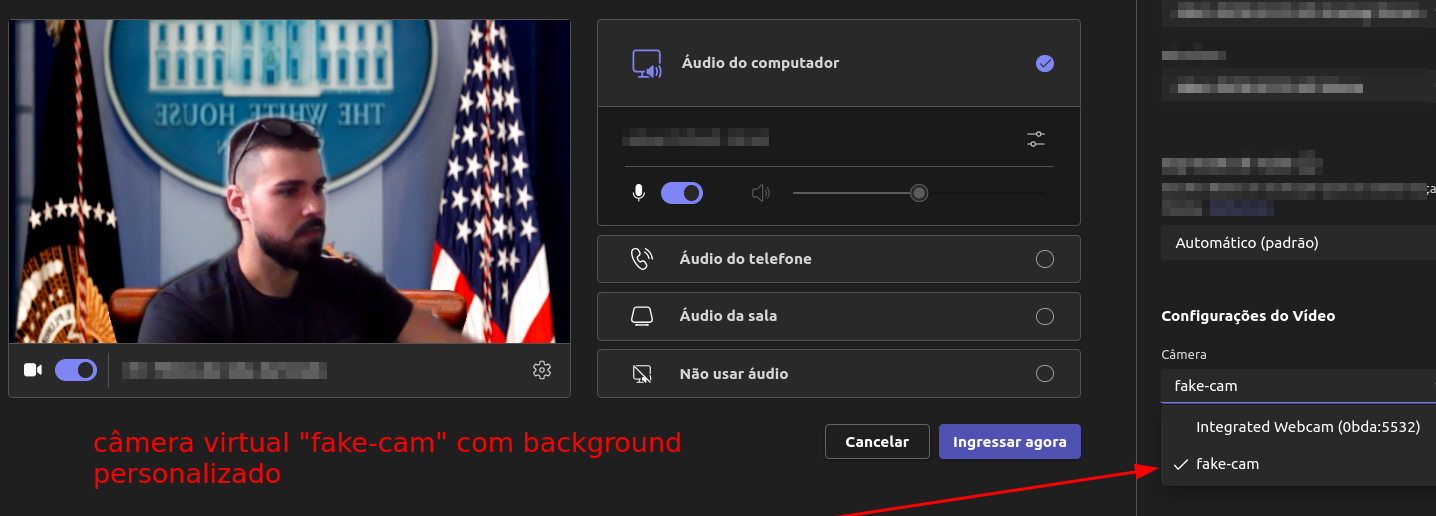 THE WHITE HOUSE
Áudio do computador
Áudio do telefone
Áudio da sala
Não usar áudio
Cancelar
Ingressar agora
câmera virtual "fake-cam" com background
personalizado
Automático (padrão)
Configurações do Vídeo
Câmera
fake-cam
Integrated Webcam (0bda:5532)
fake-cam